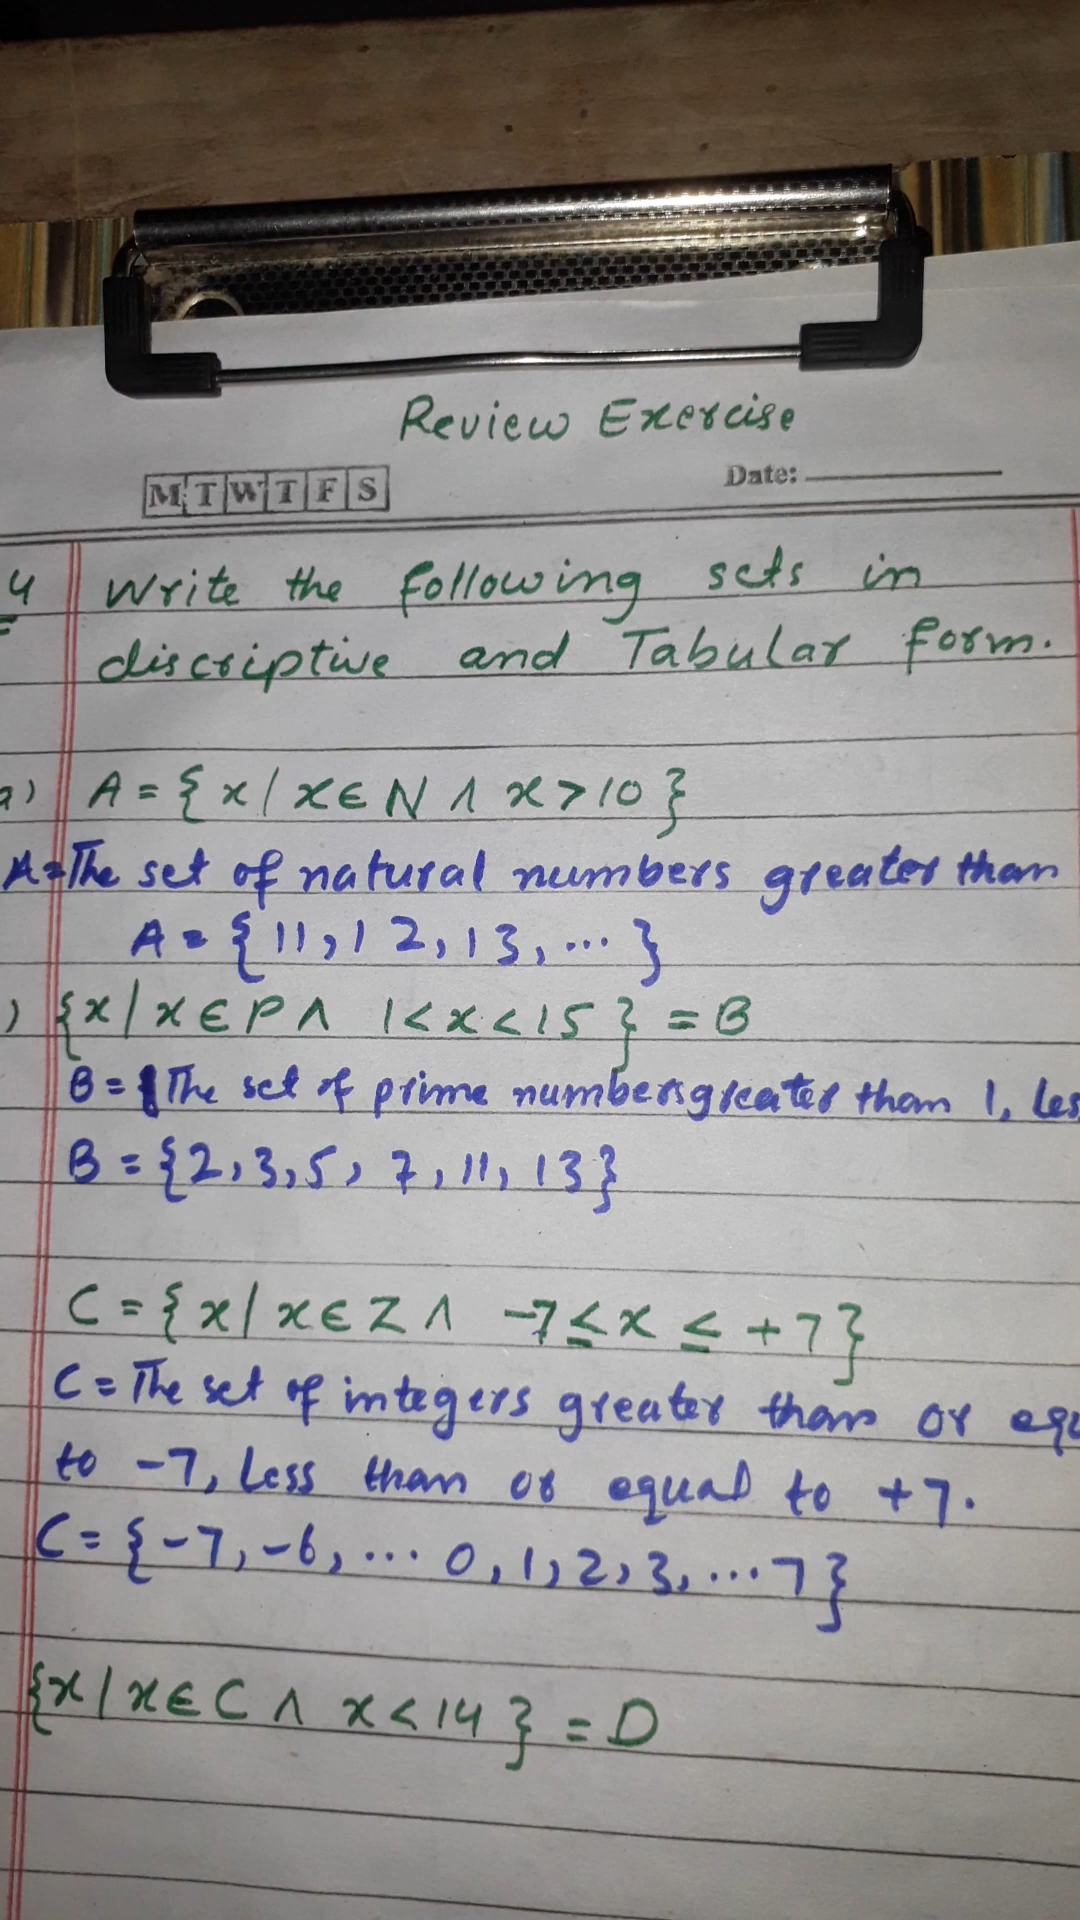 Review Exercise
M T W T F S
Date:
4 Write the following sets in
discriptive and Tabular form.
a) A = { x / x ∈ N ∧ x > 10 }
A = The set of natural numbers greater than
A = { 11, 12, 13, ... }
) { x / x ∈ P ∧ 1 < x < 15 } = B
B = The set of prime numbers greater than 1, Les
B = { 2, 3, 5, 7, 11, 13 }
C = { x / x ∈ Z ∧ -7 ≤ x ≤ +7 }
C = The set of integers greater than or equ
to -7, Less than or equal to +7.
C = { -7, -6, ... 0, 1, 2, 3, ... 7 }
{ x / x ∈ C ∧ x < 14 } = D